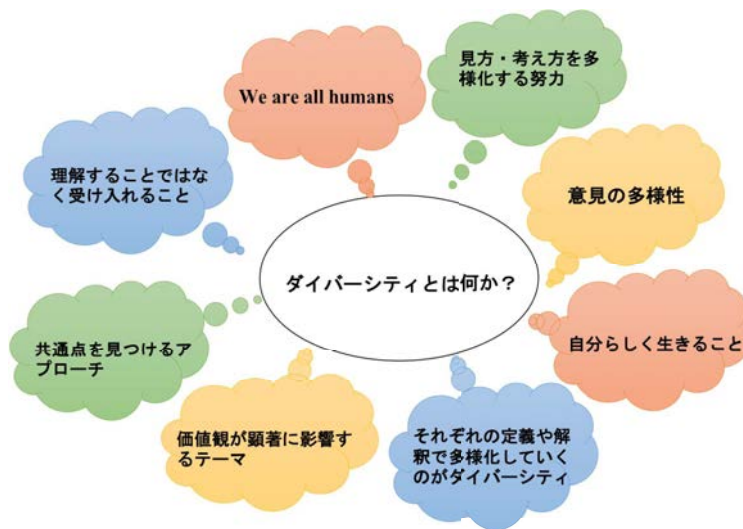 We are all humans
見方・考え方を多
様化する努力
理解することではな
く受け入れること
意見の多様性
ダイバーシティとは何か？
自分らしく生きること
共通点を見つけるア
プローチ
価値観が顕著に影響す
るテーマ
それぞれの定義や解
釈で多様化していく
のがダイバーシティ